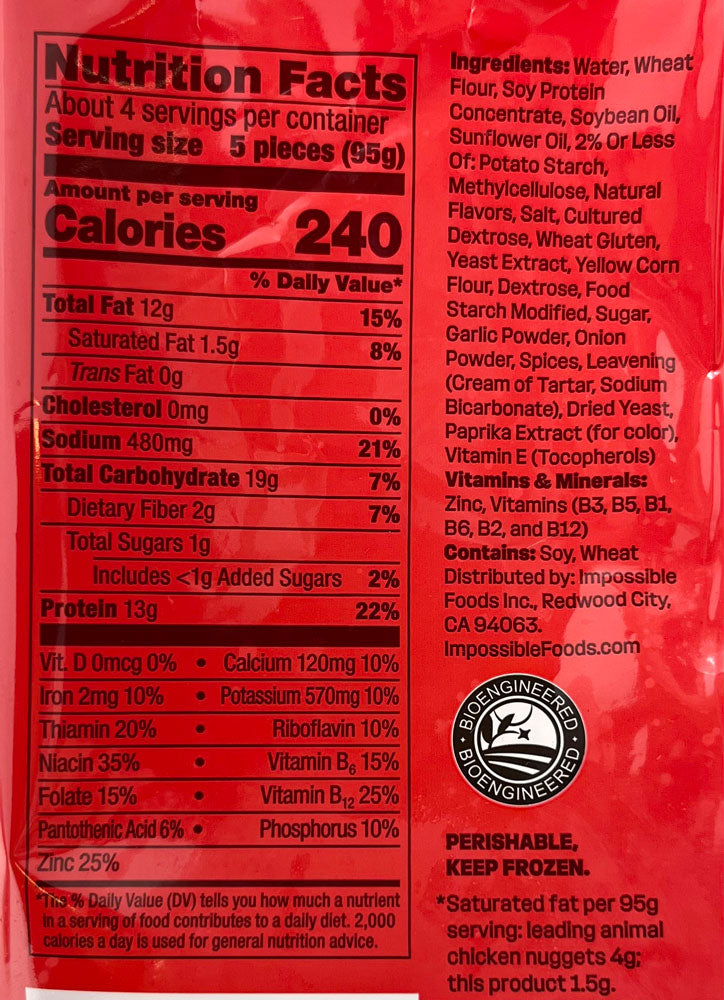 Nutrition Facts
About 4 servings per container
Serving size 5 pieces (95g)
Amount per serving
Calories 240
% Daily Value*
Total Fat 12g 15%
Saturated Fat 1.5g 8%
Trans Fat 0g
Cholesterol 0mg 0%
Sodium 480mg 21%
Total Carbohydrate 19g 7%
Dietary Fiber 2g 7%
Total Sugars 1g
Includes <1g Added Sugars 2%
Protein 13g 22%
Vit. D 0mcg 0% • Calcium 120mg 10%
Iron 2mg 10% • Potassium 570mg 10%
Thiamin 20% • Riboflavin 10%
Niacin 35% • Vitamin B6 15%
Folate 15% • Vitamin B12 25%
Pantothenic Acid 6% • Phosphorus 10%
Zinc 25%
*The % Daily Value (DV) tells you how much a nutrient
in a serving of food contributes to a daily diet. 2,000
calories a day is used for general nutrition advice.
Ingredients: Water, Wheat
Flour, Soy Protein
Concentrate, Soybean Oil,
Sunflower Oil, 2% Or Less
Of: Potato Starch,
Methylcellulose, Natural
Flavors, Salt, Cultured
Dextrose, Wheat Gluten,
Yeast Extract, Yellow Corn
Flour, Dextrose, Food
Starch Modified, Sugar,
Garlic Powder, Onion
Powder, Spices, Leavening
(Cream of Tartar, Sodium
Bicarbonate), Dried Yeast,
Paprika Extract (for color),
Vitamin E (Tocopherols)
Vitamins & Minerals:
Zinc, Vitamins (B3, B5, B1,
B6, B2, and B12)
Contains: Soy, Wheat
Distributed by: Impossible
Foods Inc., Redwood City,
CA 94063.
ImpossibleFoods.com
BIOENGINEERED
BIOENGINEERED
PERISHABLE,
KEEP FROZEN.
*Saturated fat per 95g
serving: leading animal
chicken nuggets 4g;
this product 1.5g.